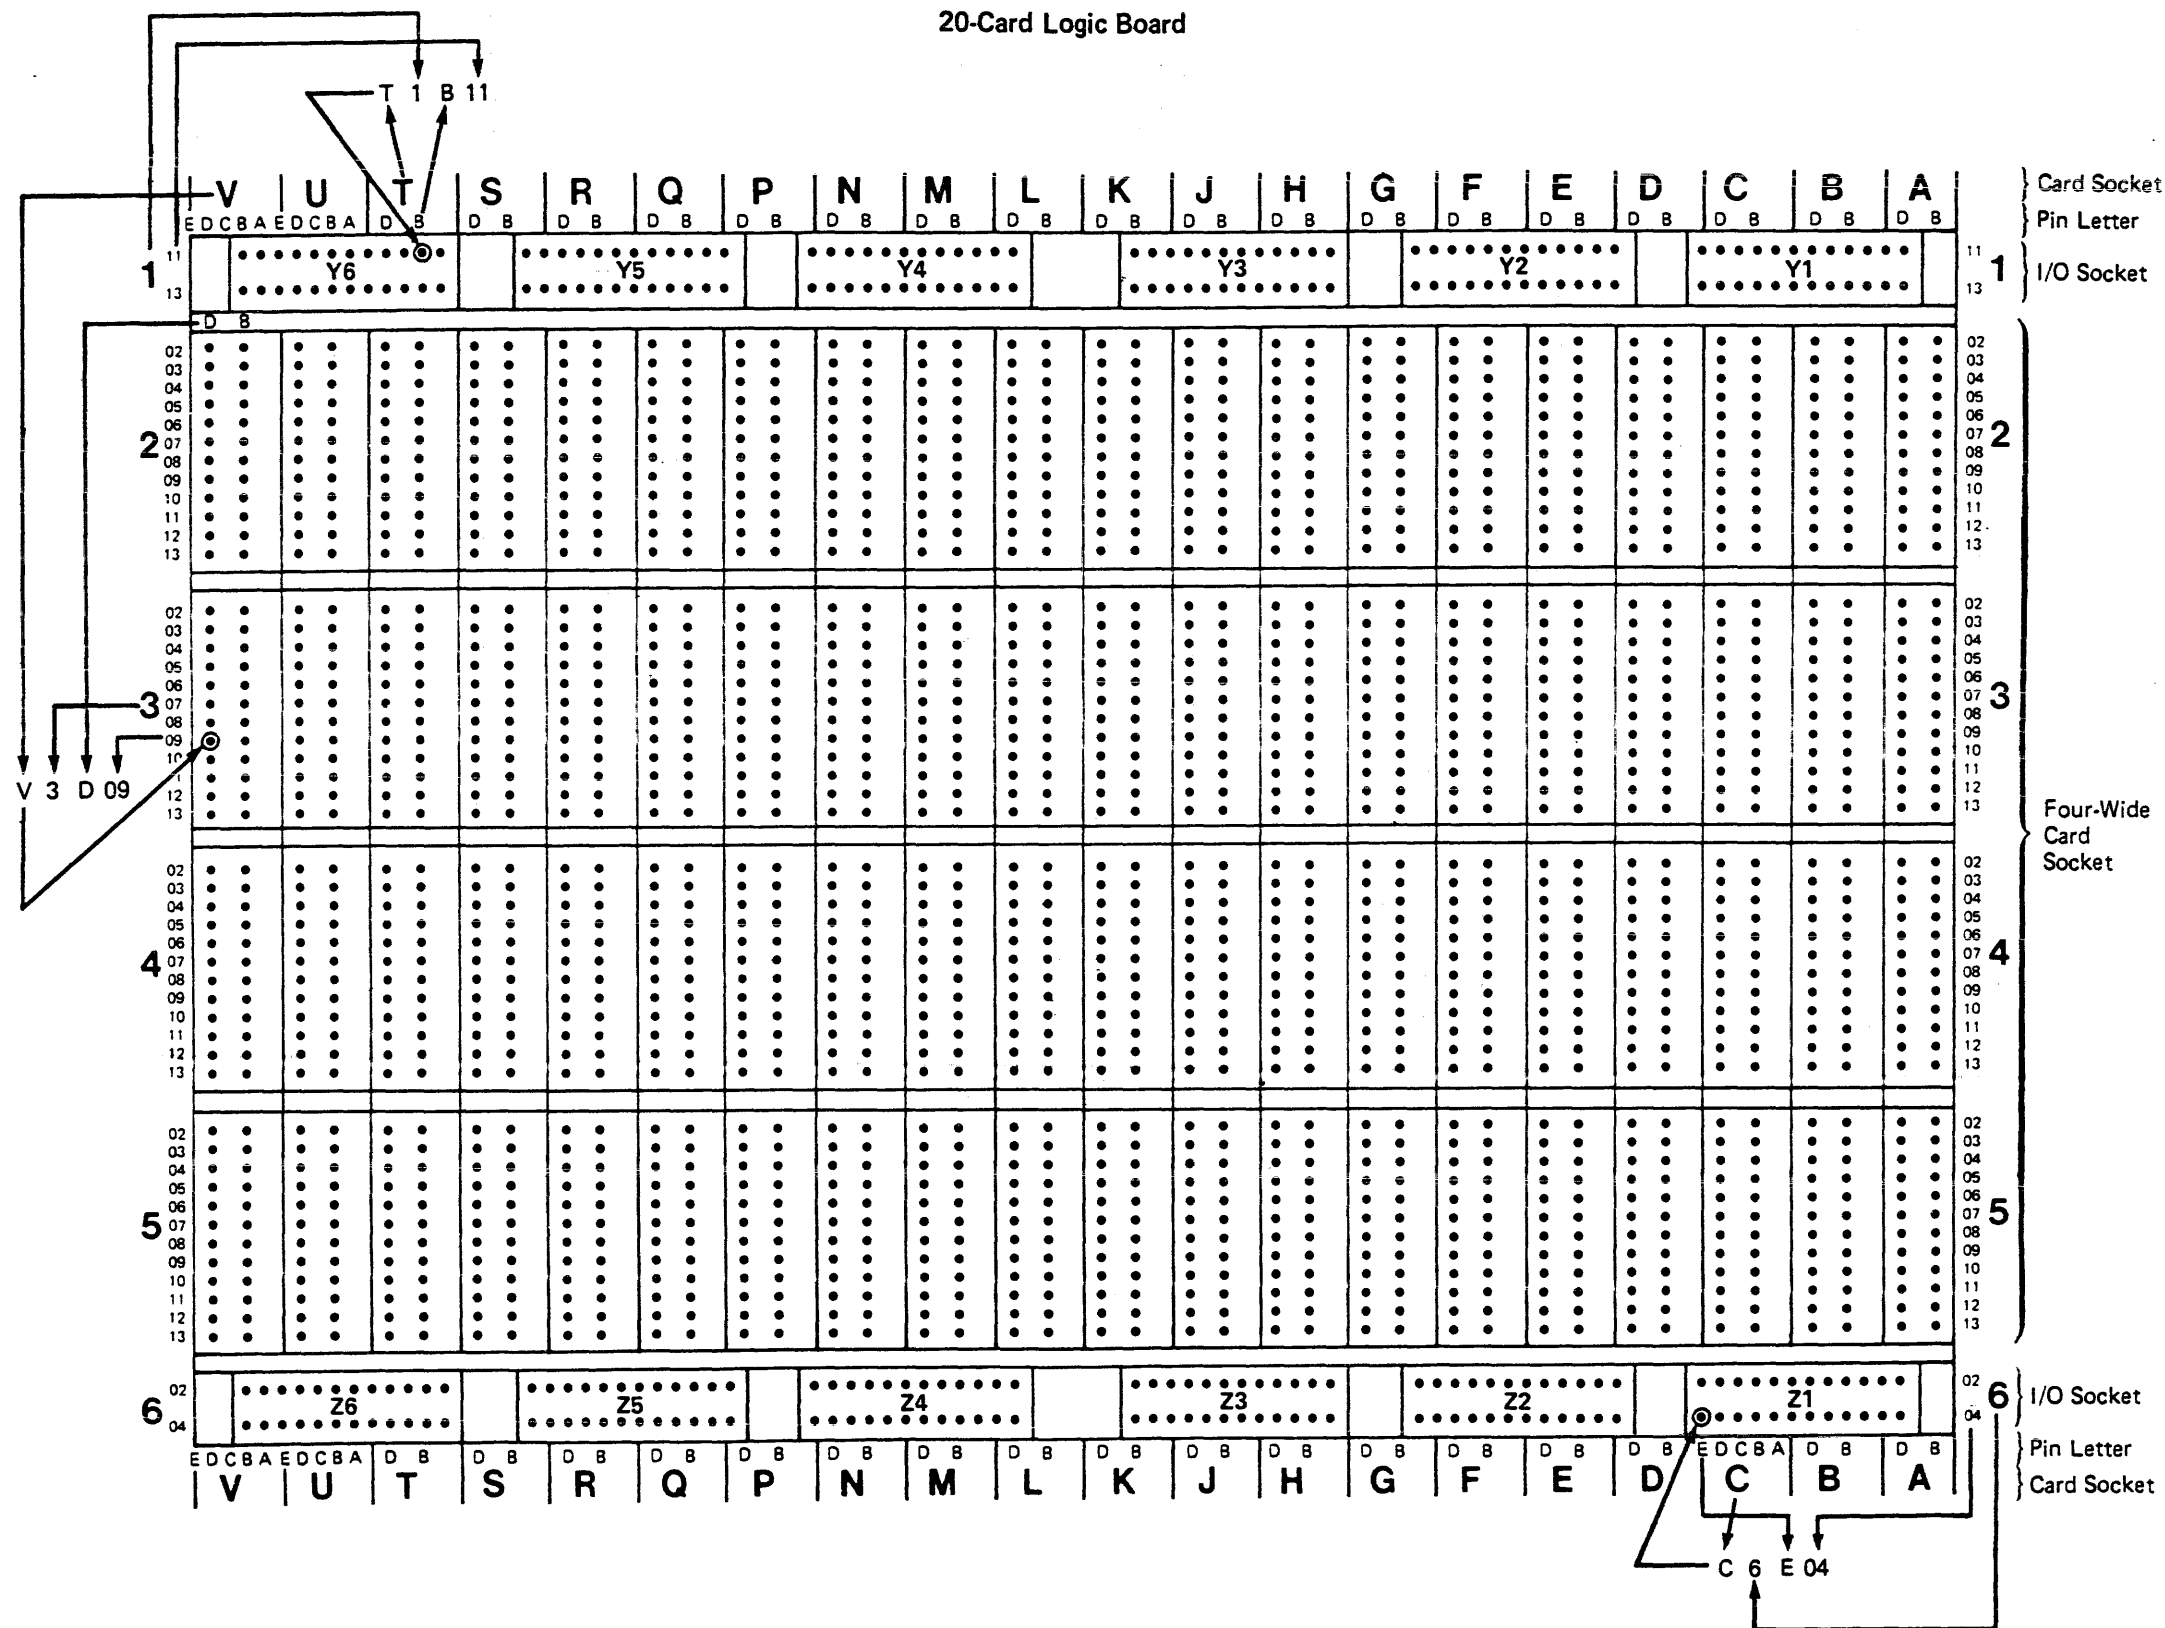 20-Card Logic Board
T 1 B 11
V U T S R Q P N M L K J H G F E D C B A } Card Socket
E D C B A E D C B A D B D B D B D B D B D B D B D B D B D B D B D B D B D B D B D B D B D B } Pin Letter
11 11
1 Y6 Y5 Y4 Y3 Y2 Y1 1 } I/O Socket
13 13
D B
02 02
03 03
04 04
05 05
06 06
2 07 07 2
08 08
09 09
10 10
11 11
12 12
13 13
02 02
03 03
04 04
05 05
06 06
3 07 07 3
08 08
09 09
10 10
11
12 12
13 13
V 3 D 09
Four-Wide
Card
Socket
02 02
03 03
04 04
05 05
06 06
4 07 07 4
08 08
09 09
10 10
11 11
12 12
13 13
02 02
03 03
04 04
05 05
06 06
5 07 07 5
08 08
09 09
10 10
11 11
12 12
13 13
02 02
6 Z6 Z5 Z4 Z3 Z2 Z1 6 } I/O Socket
04 04
E D C B A E D C B A D B D B D B D B D B D B D B D B D B D B D B D B D B D B D B E D C B A D B D B } Pin Letter
V U T S R Q P N M L K J H G F E D C B A } Card Socket
C 6 E 04